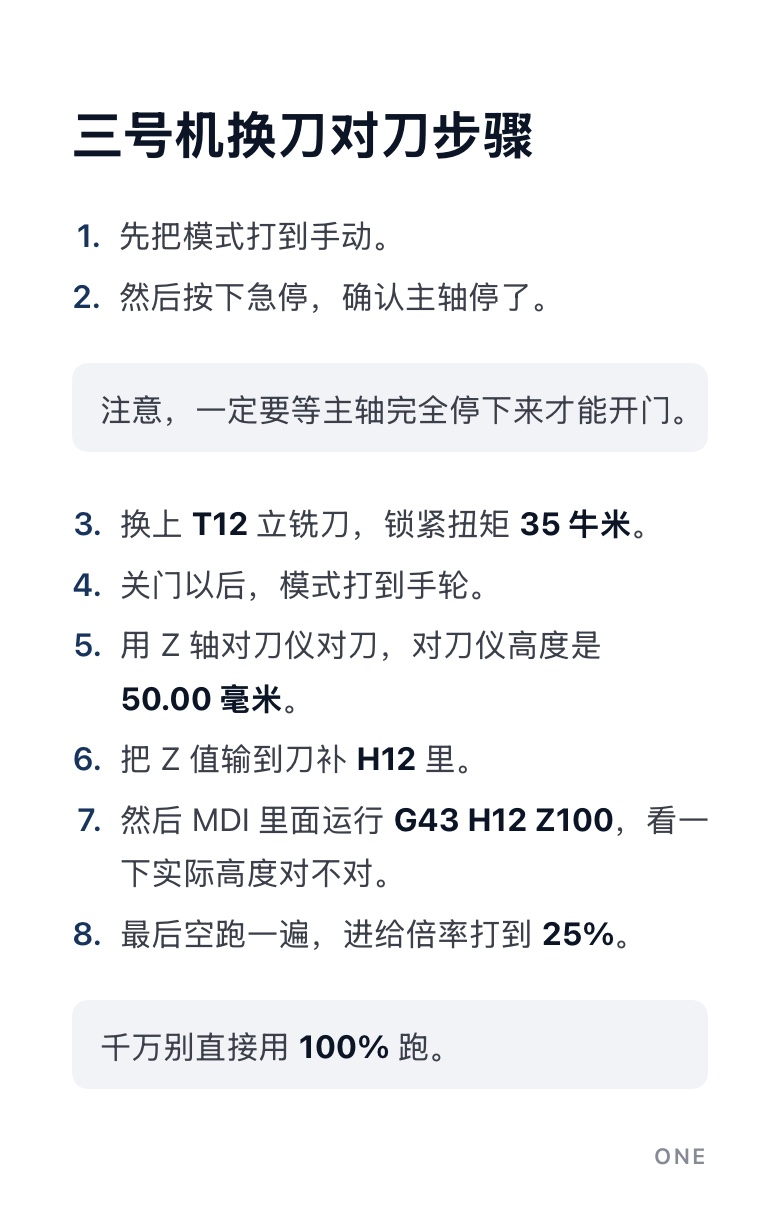 三号机换刀对刀步骤
1. 先把模式打到手动。
2. 然后按下急停，确认主轴停了。
注意，一定要等主轴完全停下来才能开门。
3. 换上 T12 立铣刀，锁紧扭矩 35 牛米。
4. 关门以后，模式打到手轮。
5. 用 Z 轴对刀仪对刀，对刀仪高度是
50.00 毫米。
6. 把 Z 值输到刀补 H12 里。
7. 然后 MDI 里面运行 G43 H12 Z100，看一
下实际高度对不对。
8. 最后空跑一遍，进给倍率打到 25%。
千万别直接用 100% 跑。
ONE